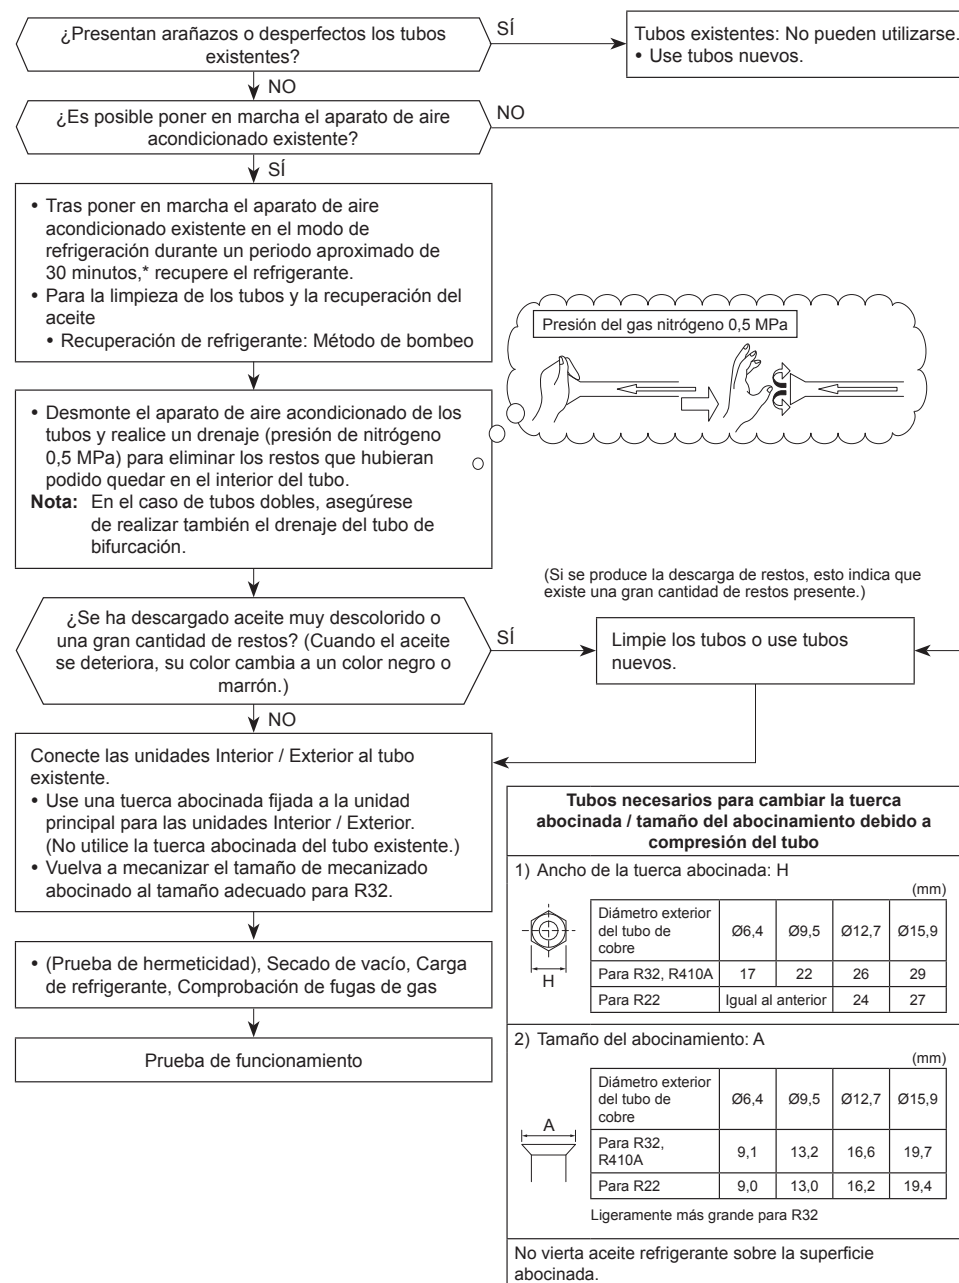 ¿Presentan arañazos o desperfectos los tubos
existentes?
SÍ
Tubos existentes: No pueden utilizarse.
• Use tubos nuevos.
NO
¿Es posible poner en marcha el aparato de aire
acondicionado existente?
NO
SÍ
• Tras poner en marcha el aparato de aire
acondicionado existente en el modo de
refrigeración durante un periodo aproximado de
30 minutos,* recupere el refrigerante.
• Para la limpieza de los tubos y la recuperación del
aceite
• Recuperación de refrigerante: Método de bombeo
Presión del gas nitrógeno 0,5 MPa
• Desmonte el aparato de aire acondicionado de los
tubos y realice un drenaje (presión de nitrógeno
0,5 MPa) para eliminar los restos que hubieran
podido quedar en el interior del tubo.
Nota: En el caso de tubos dobles, asegúrese
de realizar también el drenaje del tubo de
bifurcación.
(Si se produce la descarga de restos, esto indica que
existe una gran cantidad de restos presente.)
¿Se ha descargado aceite muy descolorido o
una gran cantidad de restos? (Cuando el aceite
se deteriora, su color cambia a un color negro o
marrón.)
SÍ
Limpie los tubos o use tubos
nuevos.
NO
Conecte las unidades Interior / Exterior al tubo
existente.
• Use una tuerca abocinada fijada a la unidad
principal para las unidades Interior / Exterior.
(No utilice la tuerca abocinada del tubo existente.)
• Vuelva a mecanizar el tamaño de mecanizado
abocinado al tamaño adecuado para R32.
• (Prueba de hermeticidad), Secado de vacío, Carga
de refrigerante, Comprobación de fugas de gas
Prueba de funcionamiento
Tubos necesarios para cambiar la tuerca
abocinada / tamaño del abocinamiento debido a
compresión del tubo
1) Ancho de la tuerca abocinada: H
(mm)
H
Diámetro exterior
del tubo de
cobre
Ø6,4 Ø9,5 Ø12,7 Ø15,9
Para R32, R410A 17 22 26 29
Para R22 Igual al anterior 24 27
2) Tamaño del abocinamiento: A
(mm)
A
Diámetro exterior
del tubo de
cobre
Ø6,4 Ø9,5 Ø12,7 Ø15,9
Para R32,
R410A
9,1 13,2 16,6 19,7
Para R22 9,0 13,0 16,2 19,4
Ligeramente más grande para R32
No vierta aceite refrigerante sobre la superficie
abocinada.